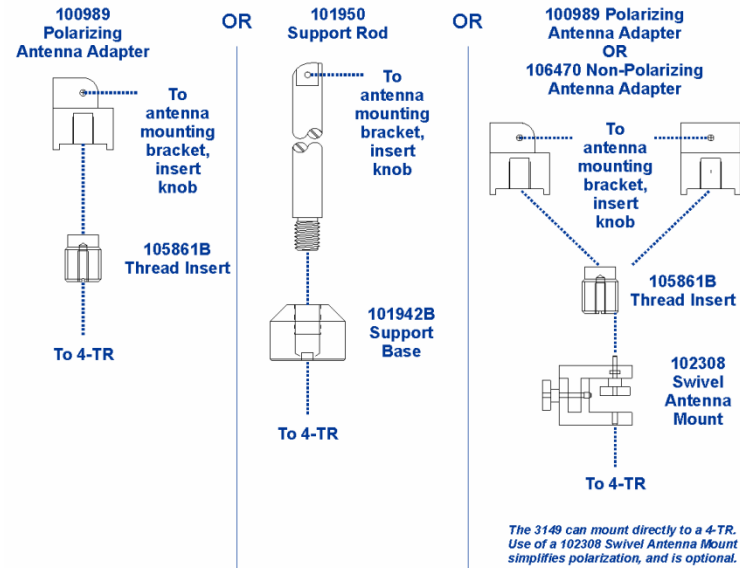 100989
Polarizing
Antenna Adapter
To
antenna
mounting
bracket,
insert
knob
105861B
Thread Insert
To 4-TR
OR
101950
Support Rod
To
antenna
mounting
bracket,
insert
knob
101942B
Support
Base
To 4-TR
OR
100989 Polarizing
Antenna Adapter
OR
106470 Non-Polarizing
Antenna Adapter
To
antenna
mounting
bracket,
insert
knob
105861B
Thread Insert
102308
Swivel
Antenna
Mount
To 4-TR
The 3149 can mount directly to a 4-TR.
Use of a 102308 Swivel Antenna Mount
simplifies polarization, and is optional.